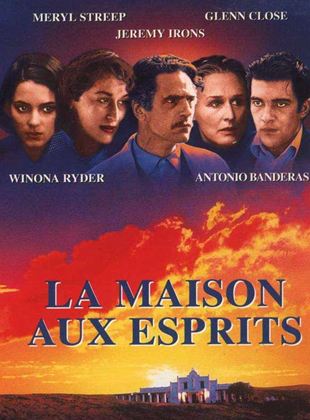 MERYL STREEP
GLENN CLOSE
JEREMY IRONS
WINONA RYDER
ANTONIO BANDERAS
LA MAISON
AUX ESPRITS